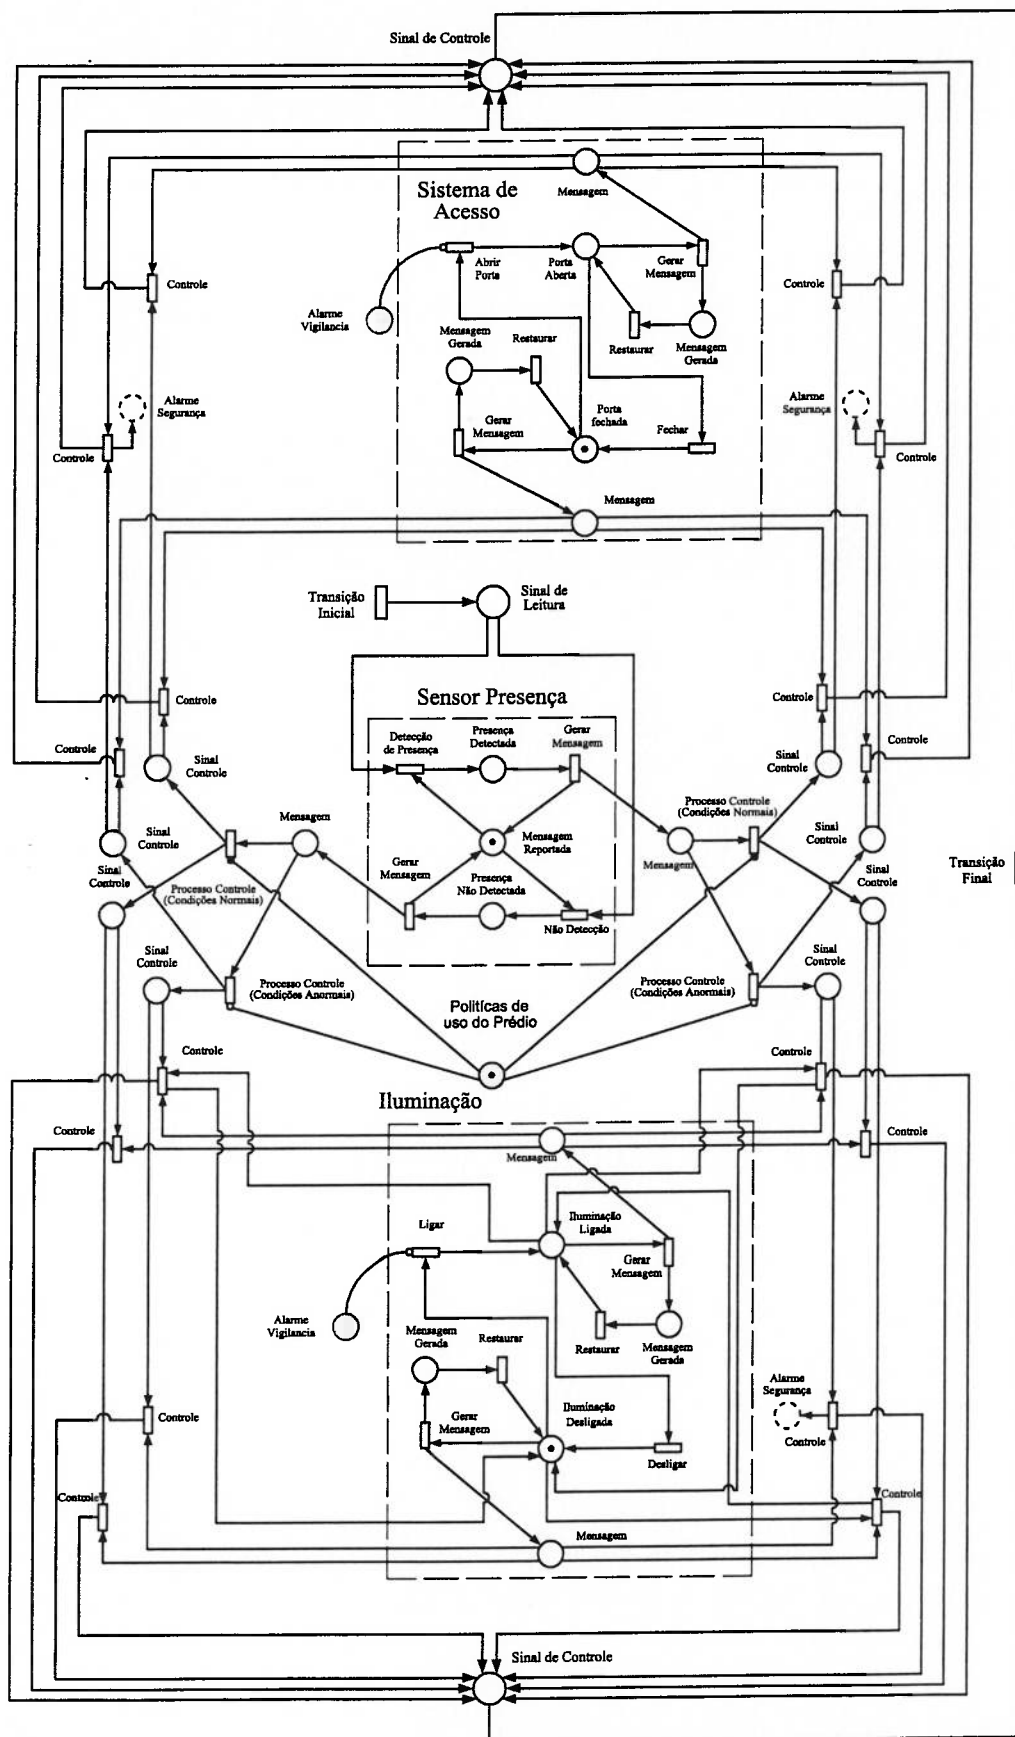 Sinal de Controle
Sistema de
Acesso
Mensagem
Abrir
Porta
Porta
Aberta
Gerar
Mensagem
Controle
Controle
Alarme
Vigilancia
Mensagem
Gerada
Restaurar
Restaurar
Mensagem
Gerada
Alarme
Segurança
Alarme
Segurança
Gerar
Mensagem
Porta
fechada
Fechar
Controle
Controle
Mensagem
Transição
Inicial
Sinal de
Leitura
Sensor Presença
Controle
Controle
Detecção
de Presença
Presença
Detectada
Gerar
Mensagem
Controle
Controle
Sinal
Controle
Sinal
Controle
Processo Controle
(Condições Normais)
Mensagem
Sinal
Controle
Sinal
Controle
Mensagem
Reportada
Mensagem
Sinal
Controle
Gerar
Mensagem
Presença
Não Detectada
Sinal
Controle
Transição
Final
Processo Controle
(Condições Normais)
Não Detecção
Sinal
Controle
Sinal
Controle
Processo Controle
(Condições Anormais)
Processo Controle
(Condições Anormais)
Politícas de
uso do Prédio
Controle
Controle
Iluminação
Controle
Controle
Mensagem
Ligar
Iluminação
Ligada
Gerar
Mensagem
Alarme
Vigilancia
Mensagem
Gerada
Restaurar
Restaurar
Mensagem
Gerada
Alarme
Segurança
Controle
Gerar
Mensagem
Iluminação
Desligada
Controle
Desligar
Controle
Controle
Mensagem
Sinal de Controle